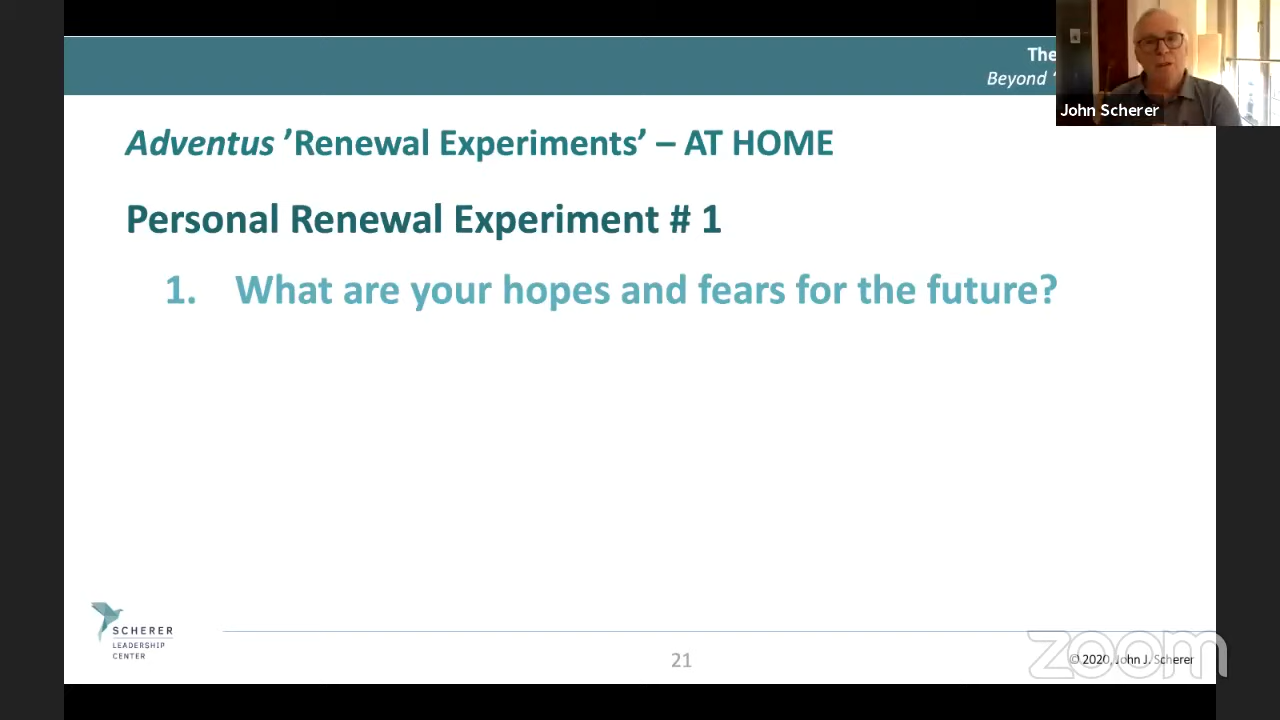 The
Beyond ‘
John Scherer
Adventus ’Renewal Experiments’ – AT HOME
Personal Renewal Experiment # 1
1. What are your hopes and fears for the future?
SCHERER
LEADERSHIP
CENTER
21
© 2020, John J. Scherer
zoom